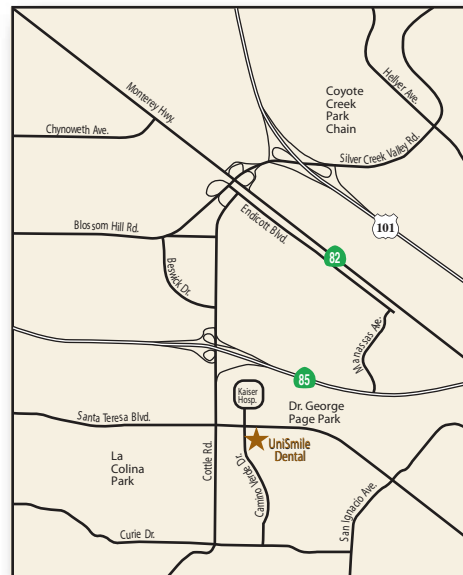 Coyote
Creek
Park
Chain
Hellyer Ave.
Monterey Hwy.
Chynoweth Ave.
Silver Creek Valley Rd.
Endicott Blvd.
101
Blossom Hill Rd.
82
Beswick Dr.
Manassas Ave.
85
Kaiser
Hosp.
Dr. George
Page Park
Santa Teresa Blvd.
UniSmile
Dental
La
Colina
Park
Cottle Rd.
Camino Verde Dr.
San Ignacio Ave.
Curie Dr.